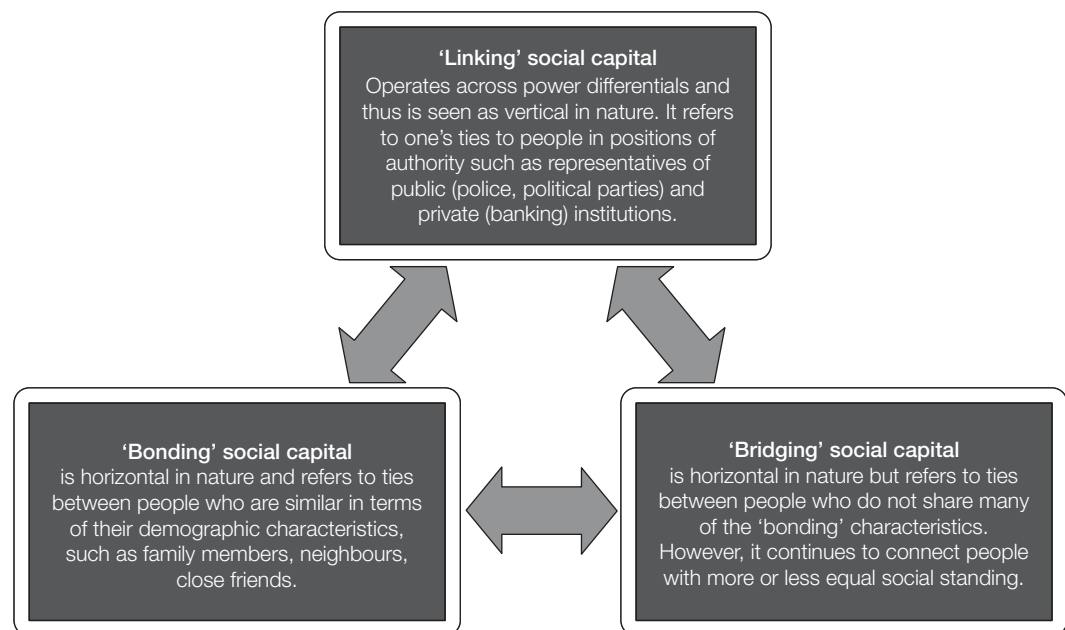 ‘Linking’ social capital
Operates across power differentials and
thus is seen as vertical in nature. It refers
to one’s ties to people in positions of
authority such as representatives of
public (police, political parties) and
private (banking) institutions.
‘Bonding’ social capital
is horizontal in nature and refers to ties
between people who are similar in terms
of their demographic characteristics,
such as family members, neighbours,
close friends.
‘Bridging’ social capital
is horizontal in nature but refers to ties
between people who do not share many
of the ‘bonding’ characteristics.
However, it continues to connect people
with more or less equal social standing.